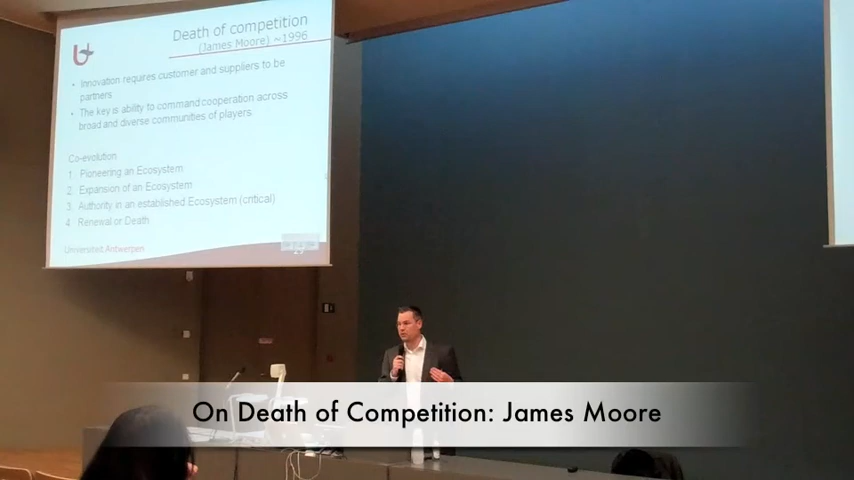 Death of competition
(James Moore) ~1996
• Innovation requires customer and suppliers to be
partners
• The key is ability to command cooperation across
broad and diverse communities of players
Co-evolution
1. Pioneering an Ecosystem
2. Expansion of an Ecosystem
3. Authority in an established Ecosystem (critical)
4. Renewal or Death
Universiteit Antwerpen
On Death of Competition: James Moore